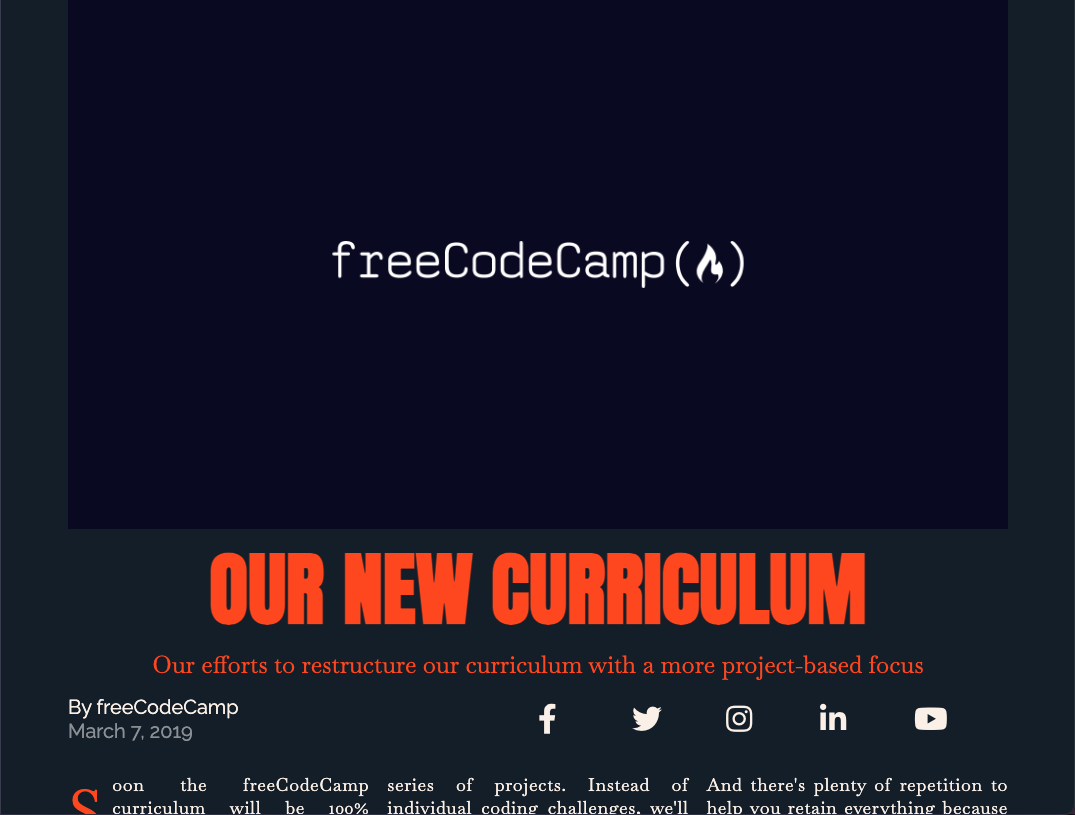 freeCodeCamp(🔥)
OUR NEW CURRICULUM
Our efforts to restructure our curriculum with a more project-based focus
By freeCodeCamp
March 7, 2019
Soon the freeCodeCamp
curriculum will be 100%
series of projects. Instead of
individual coding challenges, we'll
And there's plenty of repetition to
help you retain everything because